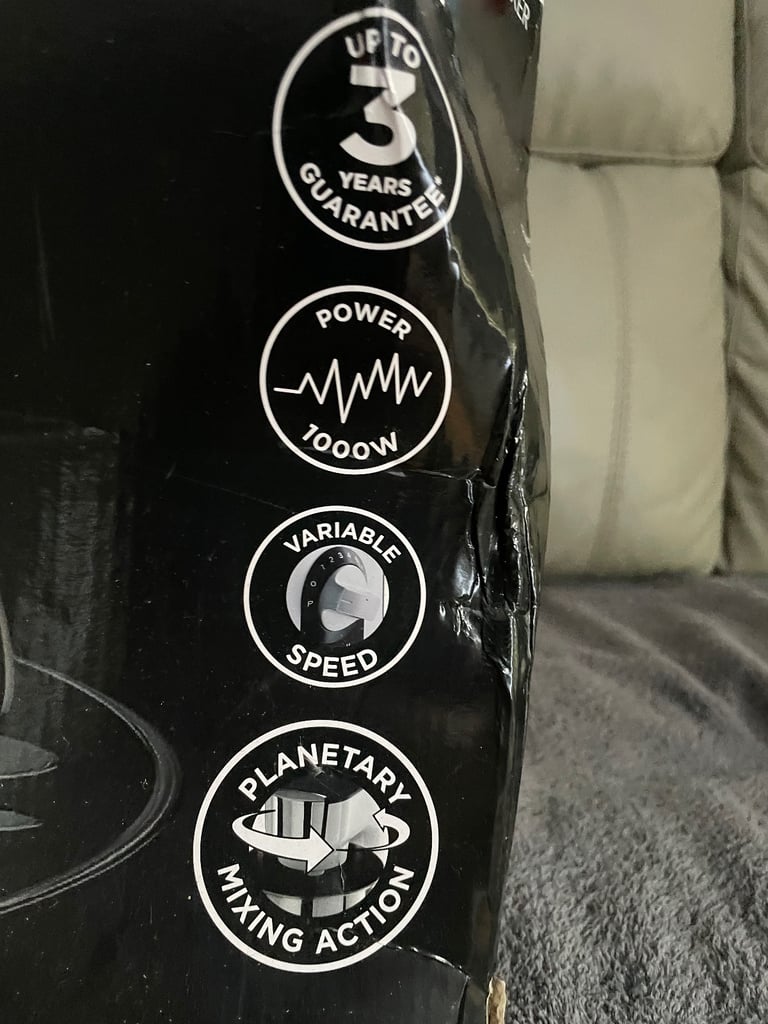 UP TO
3
YEARS
GUARANTEE*
POWER
1000W
VARIABLE
SPEED
PLANETARY
MIXING ACTION